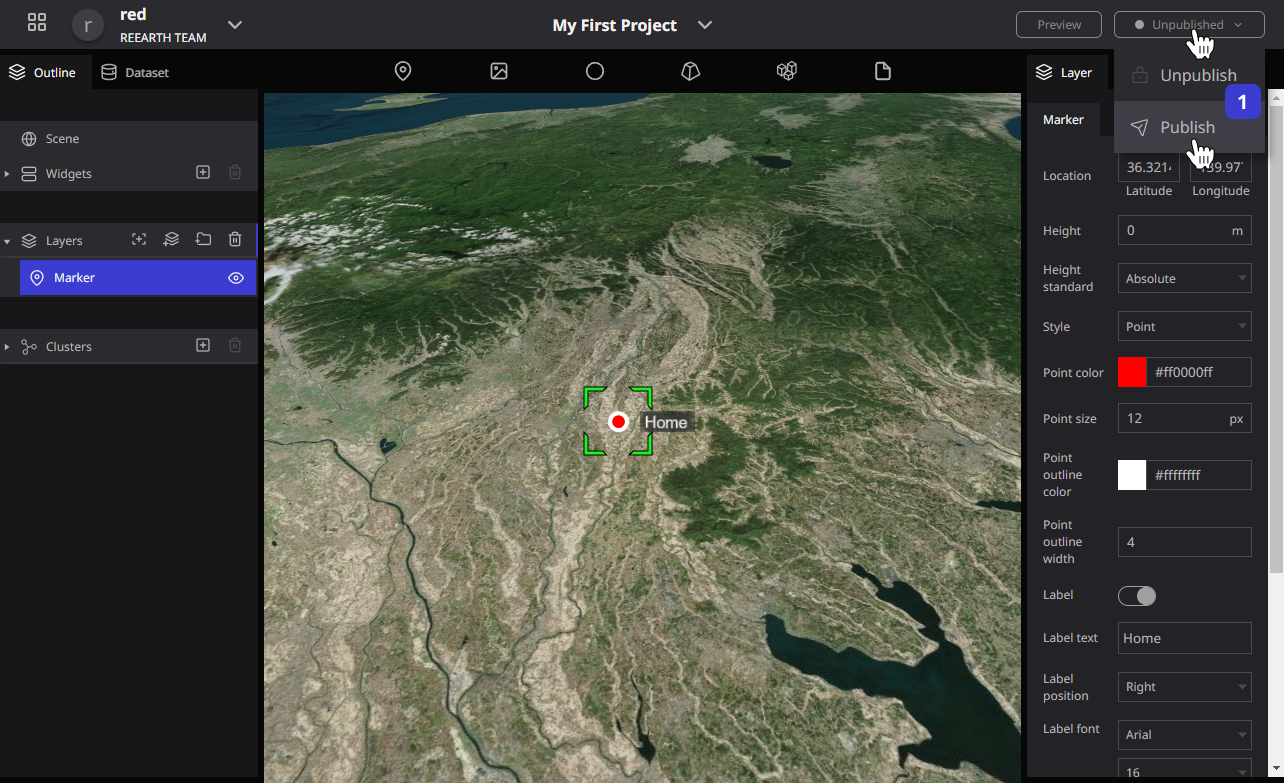 r
red
REEARTH TEAM
My First Project
Preview
Unpublished
Outline
Dataset
Layer
Unpublish
1
Publish
Scene
Widgets
Layers
Marker
Clusters
Home
Marker
Location
36.321
Latitude
Longitude
Height
0 m
Height
standard
Absolute
Style
Point
Point color
#ff0000ff
Point size
12 px
Point
outline
color
#ffffffff
Point
outline
width
4
Label
Label text
Home
Label
position
Right
Label font
Arial
16